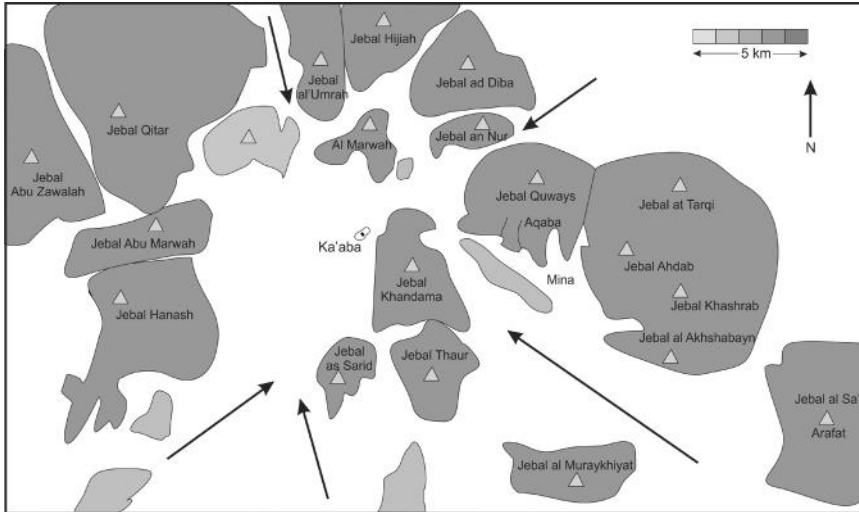 Jebal Hijiah
5 km
Jebal
al'Umrah
Jebal ad Diba
Jebal Qitar
N
Al Marwah
Jebal an Nur
Jebal
Abu Zawalah
Jebal Quways
Jebal at Tarqi
Aqaba
Jebal Abu Marwah
Ka'aba
Jebal Ahdab
Jebal
Khandama
Mina
Jebal Hanash
Jebal Khashrab
Jebal al Akhshabayn
Jebal
as Sarid
Jebal Thaur
Jebal al Sa'
Arafat
Jebal al Muraykhiyat